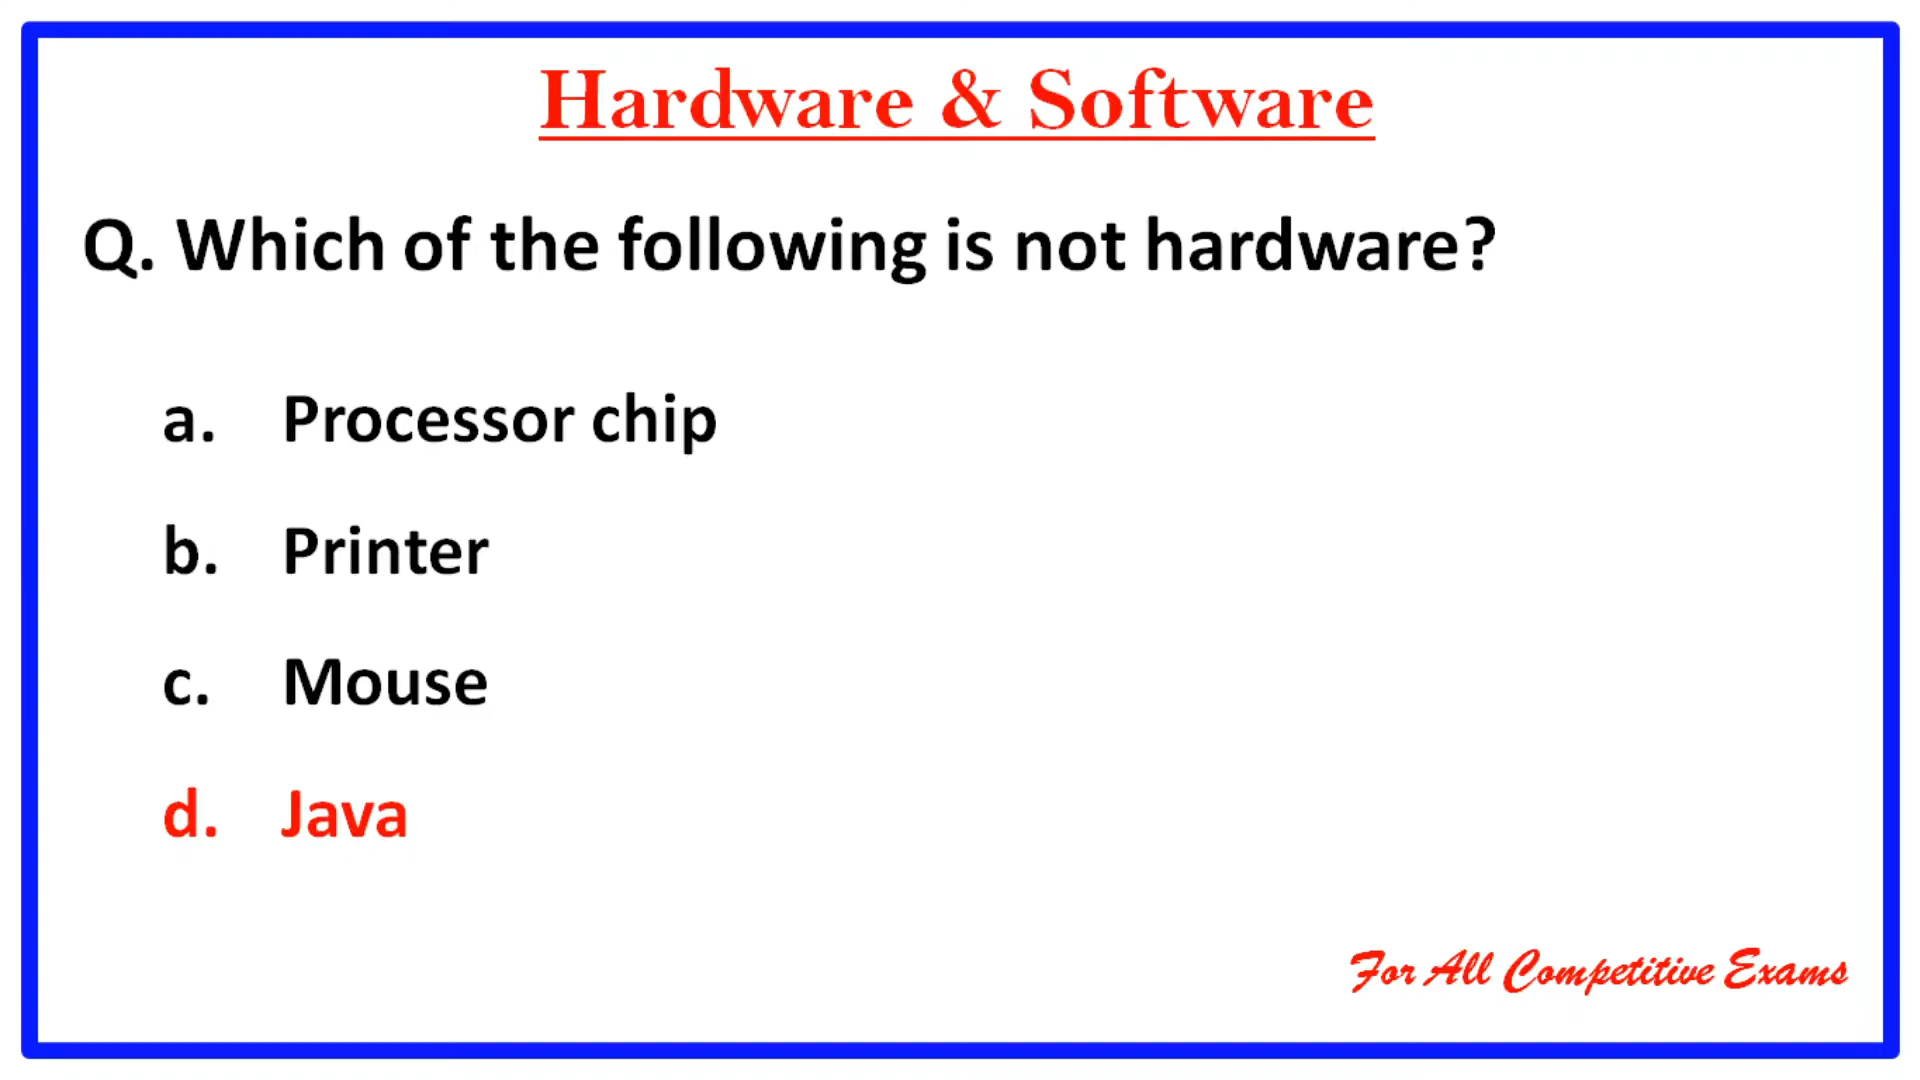 Hardware & Software
Q. Which of the following is not hardware?
a. Processor chip
b. Printer
c. Mouse
d. Java
For All Competitive Exams